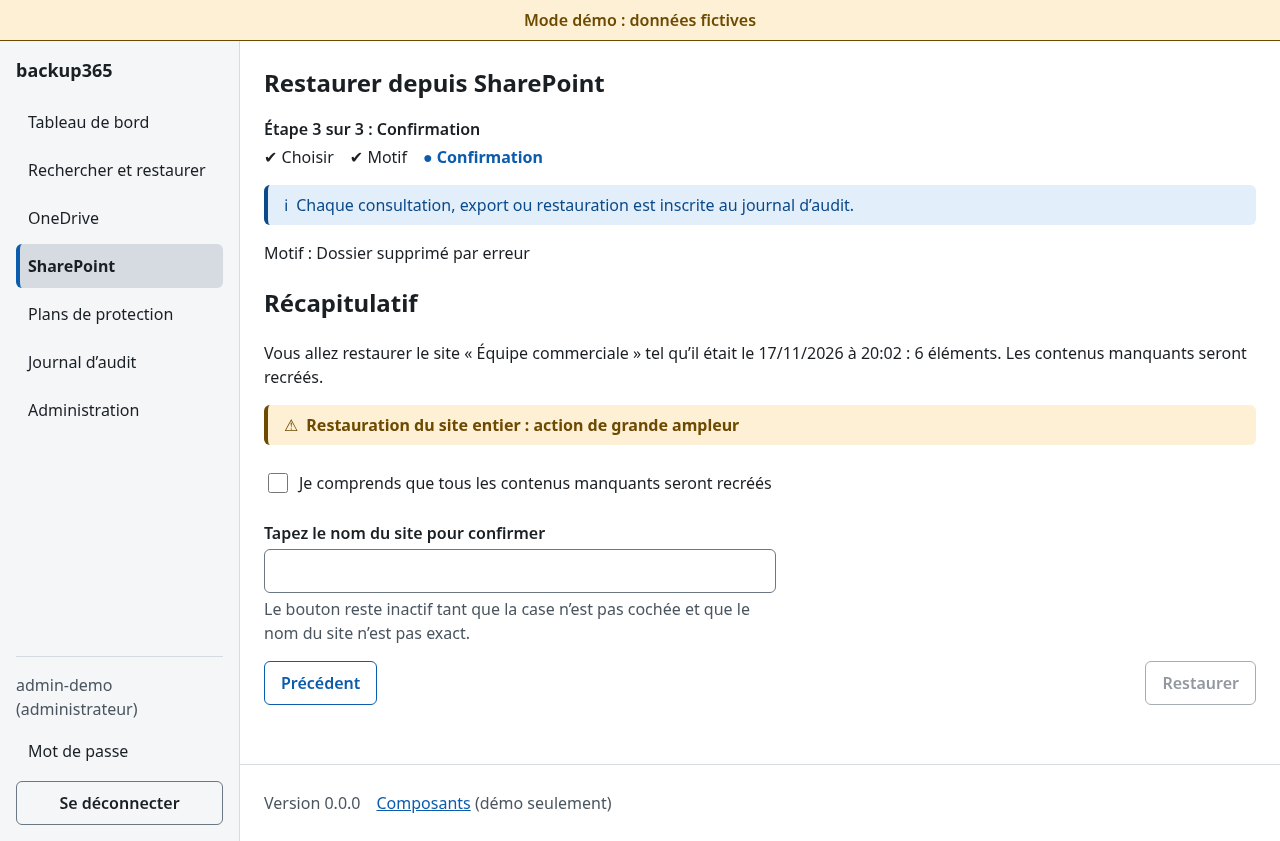 Mode démo : données fictives
backup365
Tableau de bord
Rechercher et restaurer
OneDrive
SharePoint
Plans de protection
Journal d’audit
Administration
admin-demo
(administrateur)
Mot de passe
Se déconnecter
Restaurer depuis SharePoint
Étape 3 sur 3 : Confirmation
✔ Choisir ✔ Motif ● Confirmation
i Chaque consultation, export ou restauration est inscrite au journal d’audit.
Motif : Dossier supprimé par erreur
Récapitulatif
Vous allez restaurer le site « Équipe commerciale » tel qu’il était le 17/11/2026 à 20:02 : 6 éléments. Les contenus manquants seront
recréés.
⚠ Restauration du site entier : action de grande ampleur
Je comprends que tous les contenus manquants seront recréés
Tapez le nom du site pour confirmer
Le bouton reste inactif tant que la case n’est pas cochée et que le
nom du site n’est pas exact.
Précédent
Restaurer
Version 0.0.0 Composants (démo seulement)